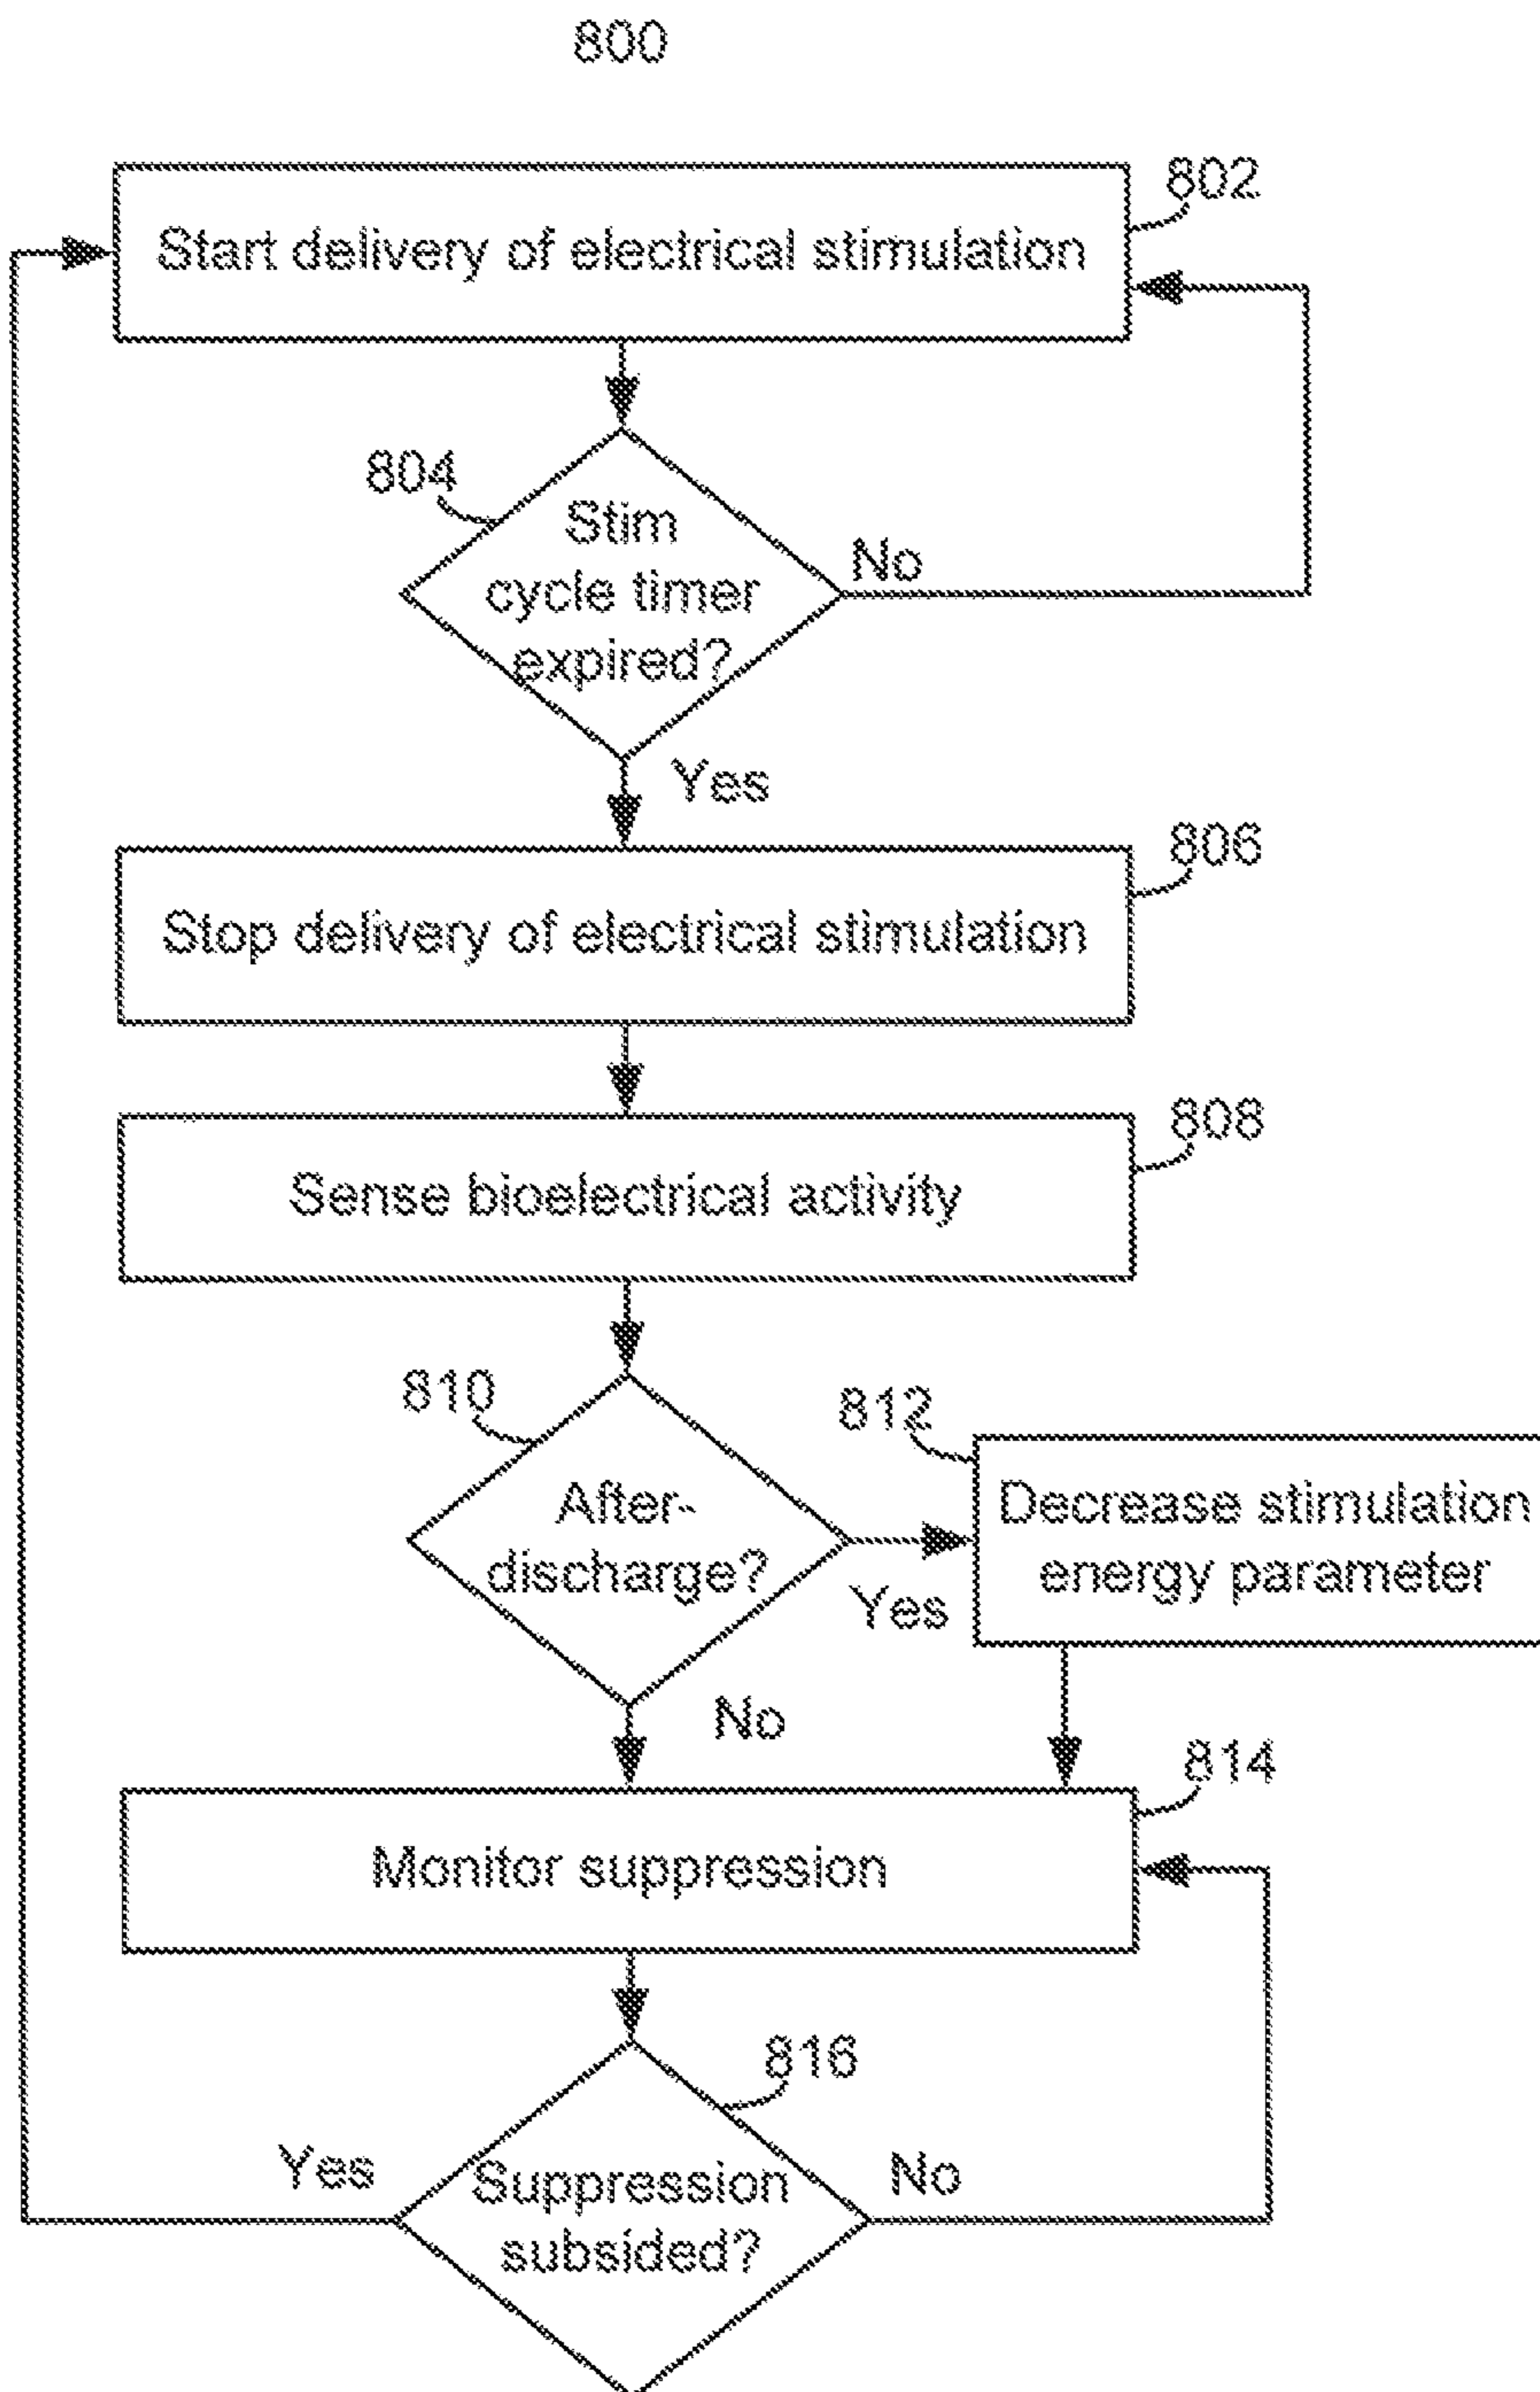 800
802
Start delivery of electrical stimulation
804
Stim
cycle timer
expired?
No
Yes
806
Stop delivery of electrical stimulation
808
Sense bioelectrical activity
810
812
After-
discharge?
Yes
Decrease stimulation
energy parameter
No
814
Monitor suppression
816
Yes
Suppression
subsided?
No